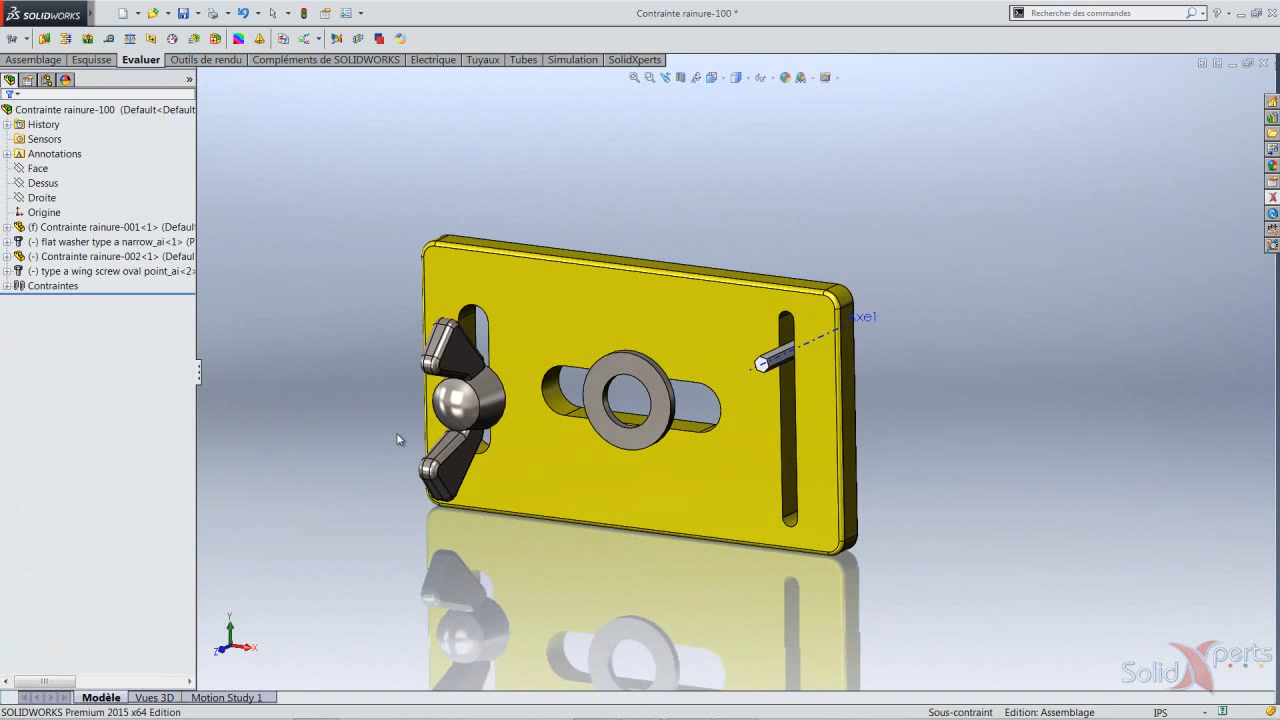 SOLIDWORKS
Contrainte rainure-100 *
Rechercher des commandes
Assemblage
Esquisse
Evaluer
Outils de rendu
Compléments de SOLIDWORKS
Electrique
Tuyaux
Tubes
Simulation
SolidXperts
Contrainte rainure-100 (Default<Default
History
Sensors
Annotations
Face
Dessus
Droite
Origine
(f) Contrainte rainure-001<1> (Defaul
(-) flat washer type a narrow_ai<1> (P
(-) Contrainte rainure-002<1> (Defaul
(-) type a wing screw oval point_ai<2>
Contraintes
Axe1
Y
X
Z
SolidXperts
Modèle
Vues 3D
Motion Study 1
SOLIDWORKS Premium 2015 x64 Edition
Sous-contraint
Edition: Assemblage
IPS